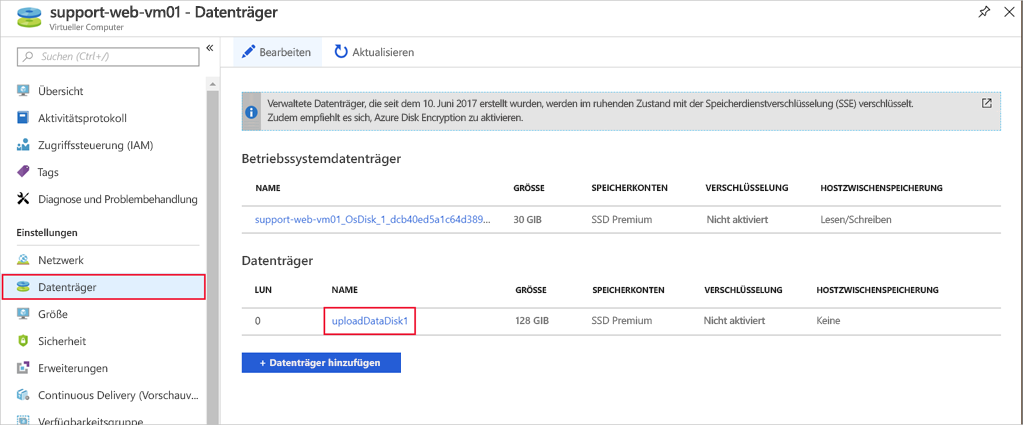 support-web-vm01 - Datenträger
Virtueller Computer
Suchen (Ctrl+/)
«
Übersicht
Aktivitätsprotokoll
Zugriffssteuerung (IAM)
Tags
Diagnose und Problembehandlung
Einstellungen
Netzwerk
Datenträger
Größe
Sicherheit
Erweiterungen
Continuous Delivery (Vorschauv...
Verfügbarkeitsgruppe
Bearbeiten Aktualisieren
Verwaltete Datenträger, die seit dem 10. Juni 2017 erstellt wurden, werden im ruhenden Zustand mit der Speicherdienstverschlüsselung (SSE) verschlüsselt.
Zudem empfiehlt es sich, Azure Disk Encryption zu aktivieren.
Betriebssystemdatenträger
NAME GRÖSSE SPEICHERKONTEN VERSCHLÜSSELUNG HOSTZWISCHENSPEICHERUNG
support-web-vm01_OsDisk_1_dcb40ed5a1c64d389... 30 GIB SSD Premium Nicht aktiviert Lesen/Schreiben
Datenträger
LUN NAME GRÖSSE SPEICHERKONTEN VERSCHLÜSSELUNG HOSTZWISCHENSPEICHERUNG
0 uploadDataDisk1 128 GIB SSD Premium Nicht aktiviert Keine
+ Datenträger hinzufügen